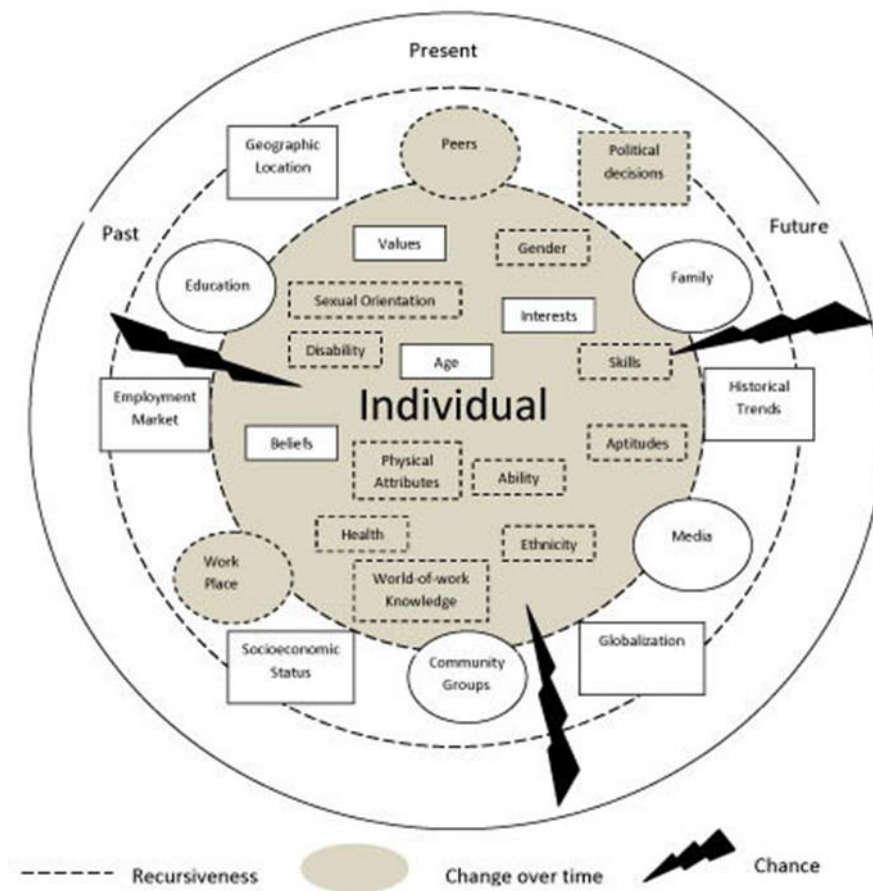 Present
Geographic
Location
Peers
Political
decisions
Past
Future
Values
Gender
Education
Family
Sexual Orientation
Interests
Disability
Age
Skills
Employment
Market
Individual
Historical
Trends
Beliefs
Physical
Attributes
Aptitudes
Ability
Health
Ethnicity
Media
Work
Place
World-of-work
Knowledge
Socioeconomic
Status
Community
Groups
Globalization
Recursiveness
Change over time
Chance